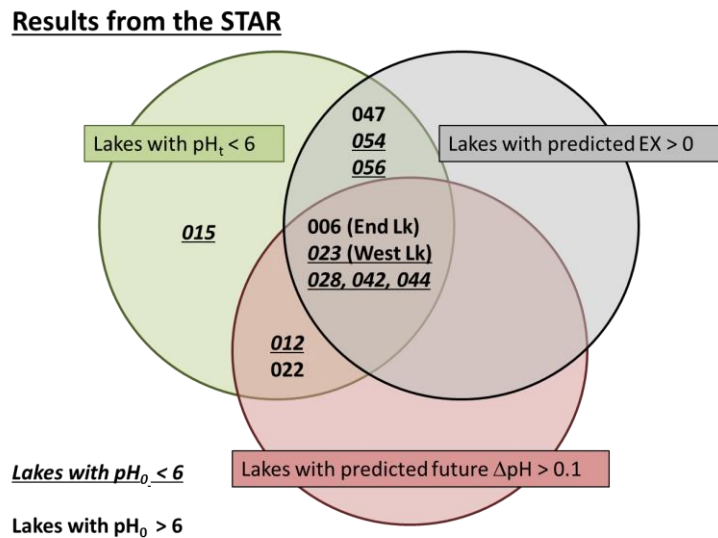 Results from the STAR
047
Lakes with pHt < 6
054
Lakes with predicted EX > 0
056
015
006 (End Lk)
023 (West Lk)
028, 042, 044
012
022
Lakes with pH0 < 6
Lakes with predicted future ΔpH > 0.1
Lakes with pH0 > 6